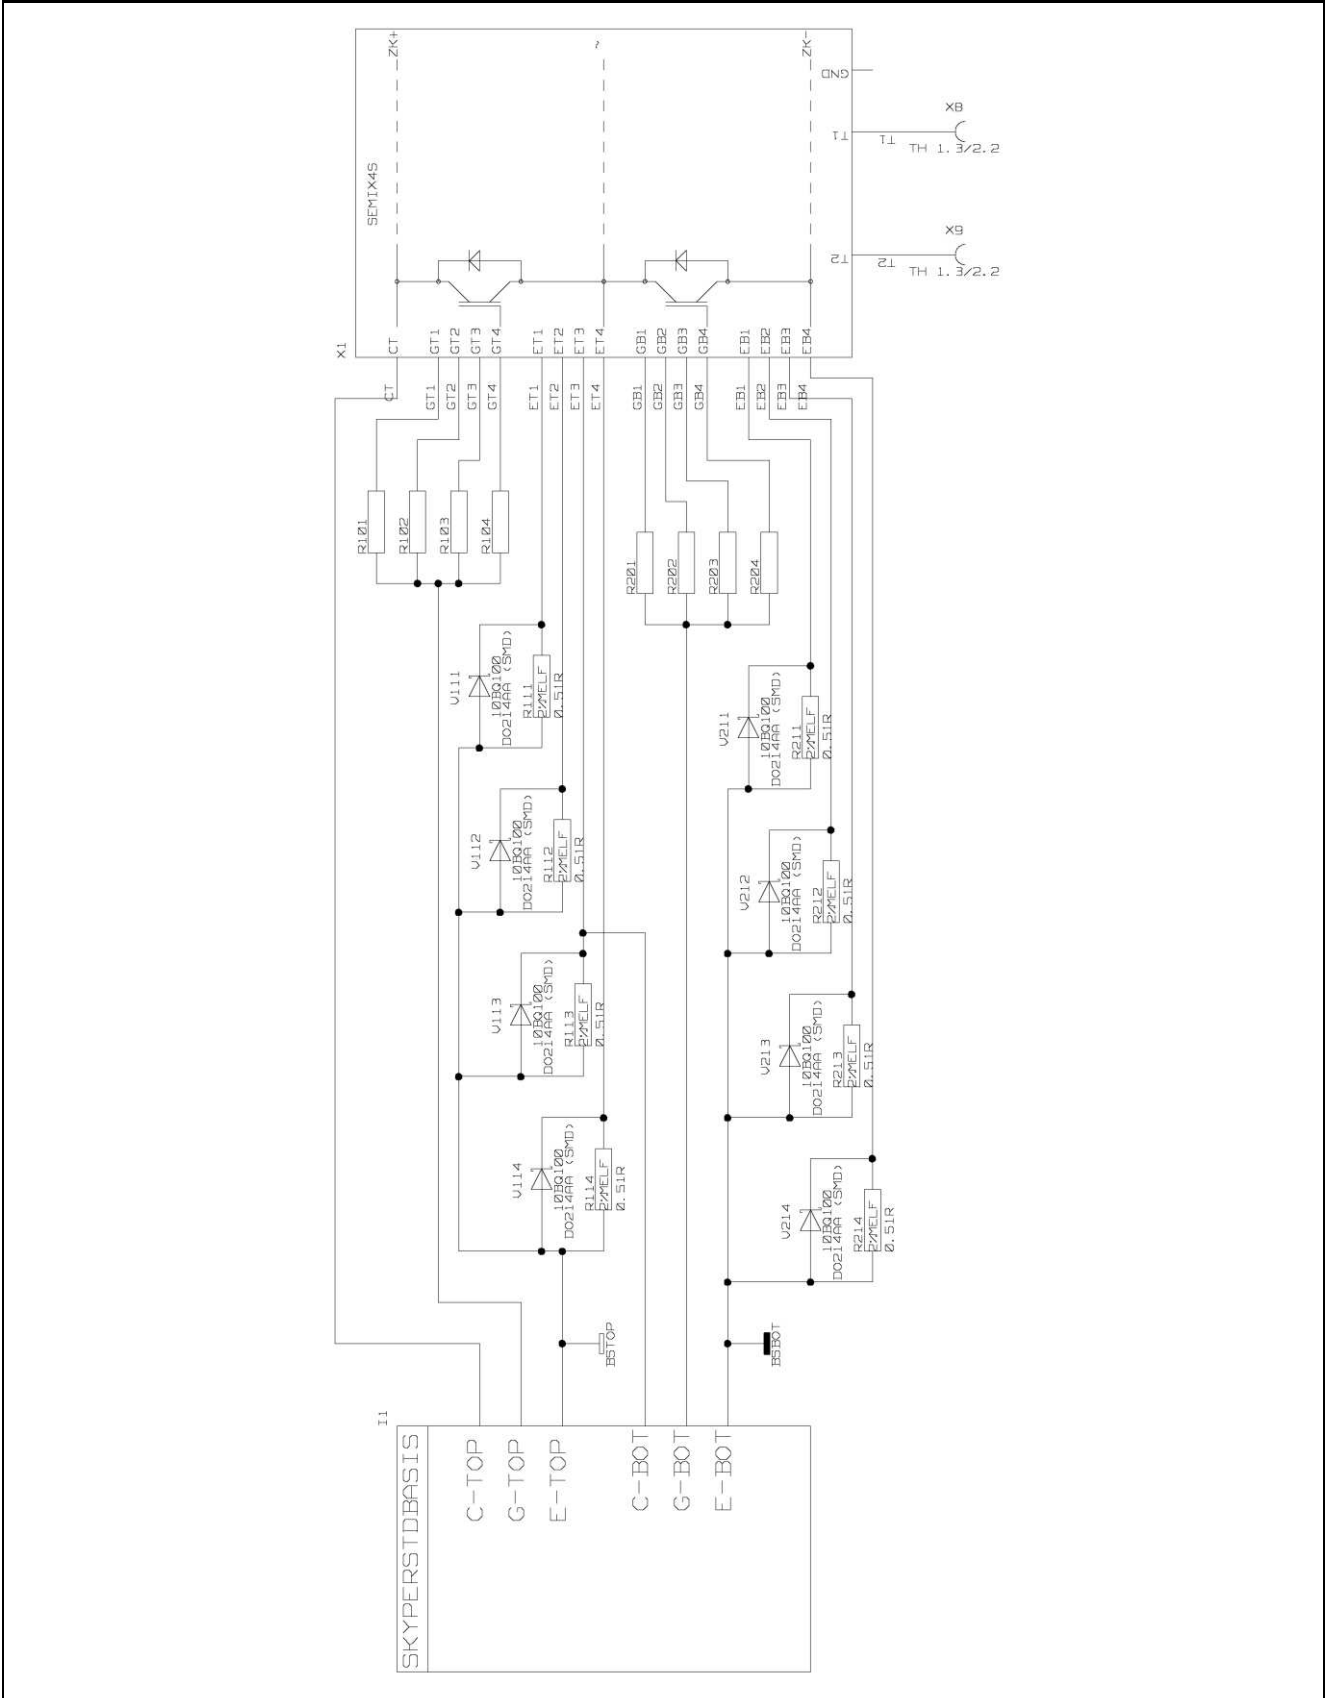 ZK+
~
ZK-
GND
X8
T1
T1
TH 1.3/2.2
SEMIX4S
X9
T2
T2
TH 1.3/2.2
X1
CT
GT1
GT2
GT3
GT4
ET1
ET2
ET3
ET4
GB1
GB2
GB3
GB4
EB1
EB2
EB3
EB4
CT
GT1
GT2
GT3
GT4
ET1
ET2
ET3
ET4
GB1
GB2
GB3
GB4
EB1
EB2
EB3
EB4
R101
R102
R103
R104
R201
R202
R203
R204
V111
10BQ100
DO214AA (SMD)
R111
2%MELF
0.51R
V211
10BQ100
DO214AA (SMD)
R211
2%MELF
0.51R
V112
10BQ100
DO214AA (SMD)
R112
2%MELF
0.51R
V212
10BQ100
DO214AA (SMD)
R212
2%MELF
0.51R
V113
10BQ100
DO214AA (SMD)
R113
2%MELF
0.51R
V213
10BQ100
DO214AA (SMD)
R213
2%MELF
0.51R
V114
10BQ100
DO214AA (SMD)
R114
2%MELF
0.51R
V214
10BQ100
DO214AA (SMD)
R214
2%MELF
0.51R
BSTOP
BSBOT
I1
SKYPERSTDBASIS
C-TOP
G-TOP
E-TOP
C-BOT
G-BOT
E-BOT